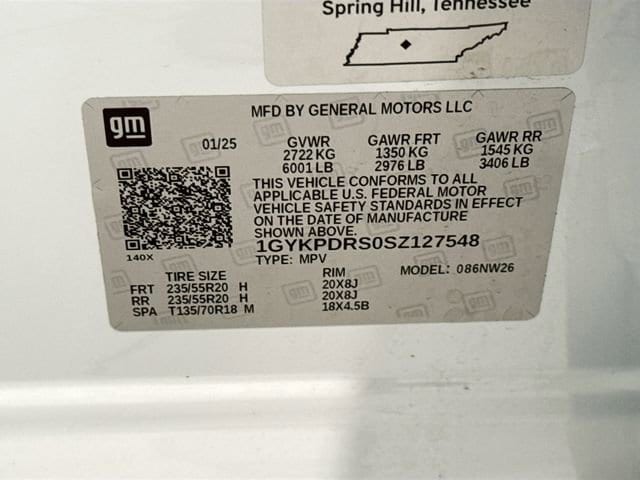 Spring Hill, Tennessee
gm
MFD BY GENERAL MOTORS LLC
01/25 GVWR GAWR FRT GAWR RR
2722 KG 1350 KG 1545 KG
6001 LB 2976 LB 3406 LB
THIS VEHICLE CONFORMS TO ALL
APPLICABLE U.S. FEDERAL MOTOR
VEHICLE SAFETY STANDARDS IN EFFECT
ON THE DATE OF MANUFACTURE
SHOWN ABOVE.
1GYKPDRS0SZ127548
140X
TYPE: MPV MODEL: 086NW26
TIRE SIZE RIM
FRT 235/55R20 H 20X8J
RR 235/55R20 H 20X8J
SPA T135/70R18 M 18X4.5B